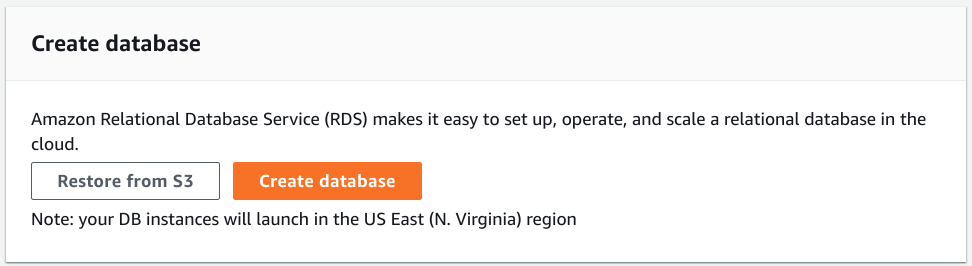 Create database
Amazon Relational Database Service (RDS) makes it easy to set up, operate, and scale a relational database in the
cloud.
Restore from S3 Create database
Note: your DB instances will launch in the US East (N. Virginia) region